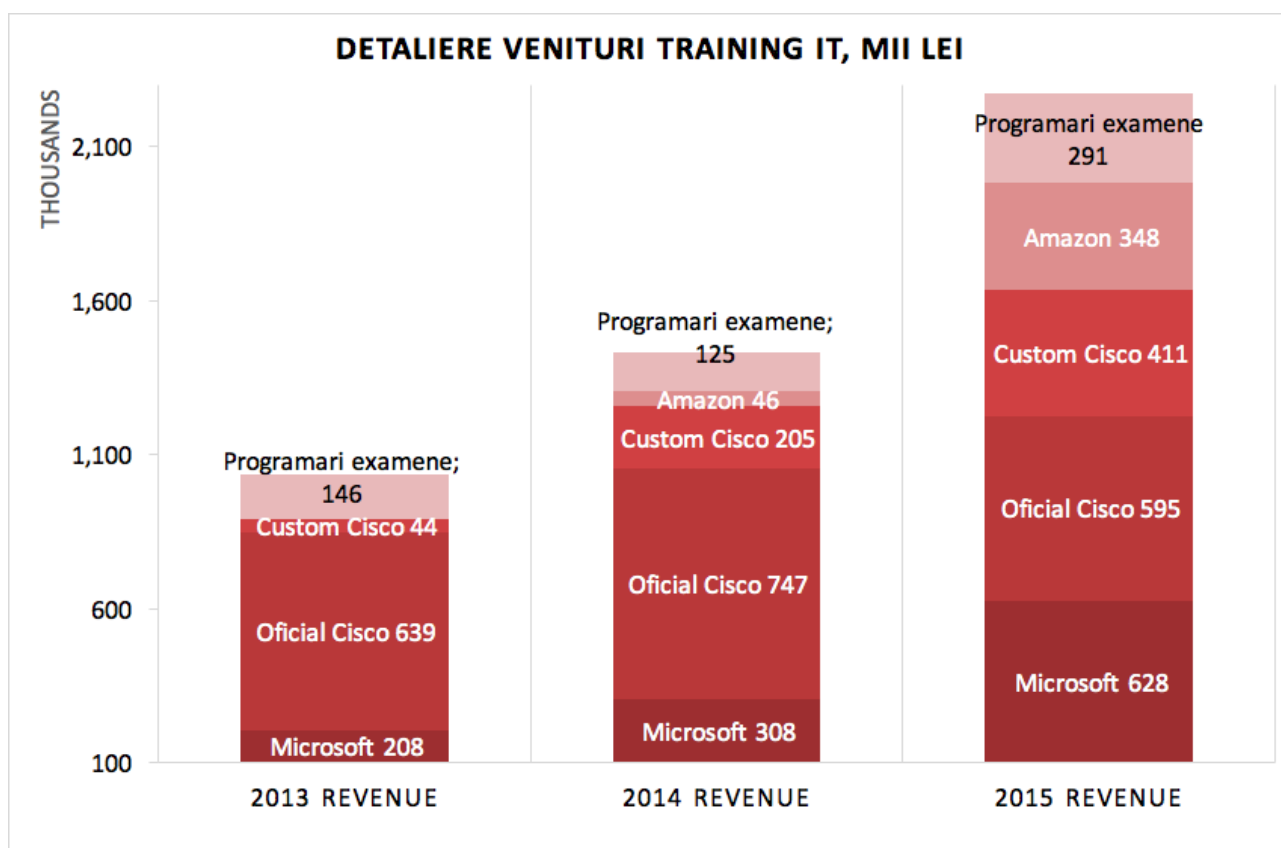 DETALIERE VENITURI TRAINING IT, MII LEI
THOUSANDS
2,100
1,600
1,100
600
100
Programari examene;
146
Custom Cisco 44
Oficial Cisco 639
Microsoft 208
Programari examene;
125
Amazon 46
Custom Cisco 205
Oficial Cisco 747
Microsoft 308
Programari examene
291
Amazon 348
Custom Cisco 411
Oficial Cisco 595
Microsoft 628
2013 REVENUE
2014 REVENUE
2015 REVENUE